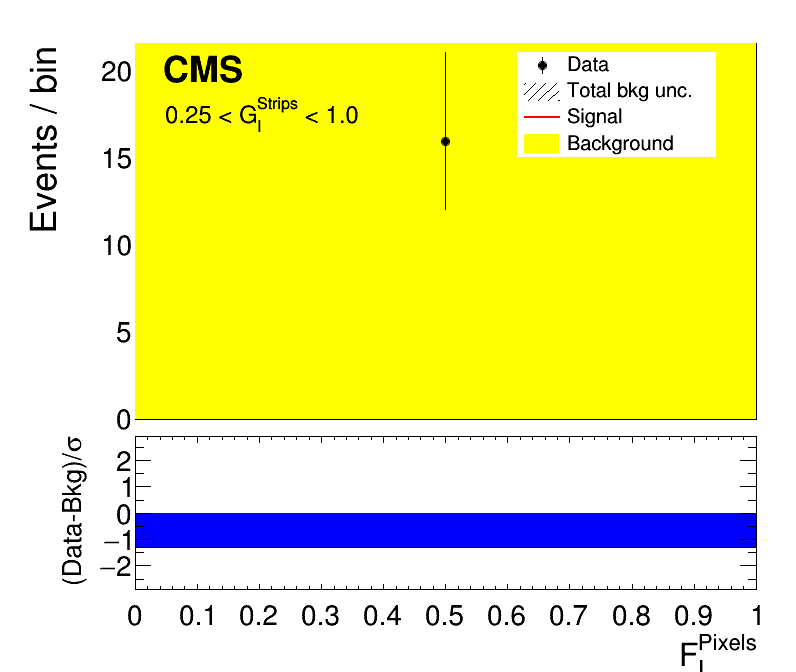 CMS
0.25 < G_I^Strips < 1.0
Data
Total bkg unc.
Signal
Background
Events / bin
20
15
10
5
0
(Data-Bkg)/σ
2
1
0
−1
−2
0 0.1 0.2 0.3 0.4 0.5 0.6 0.7 0.8 0.9 1
F_I^Pixels